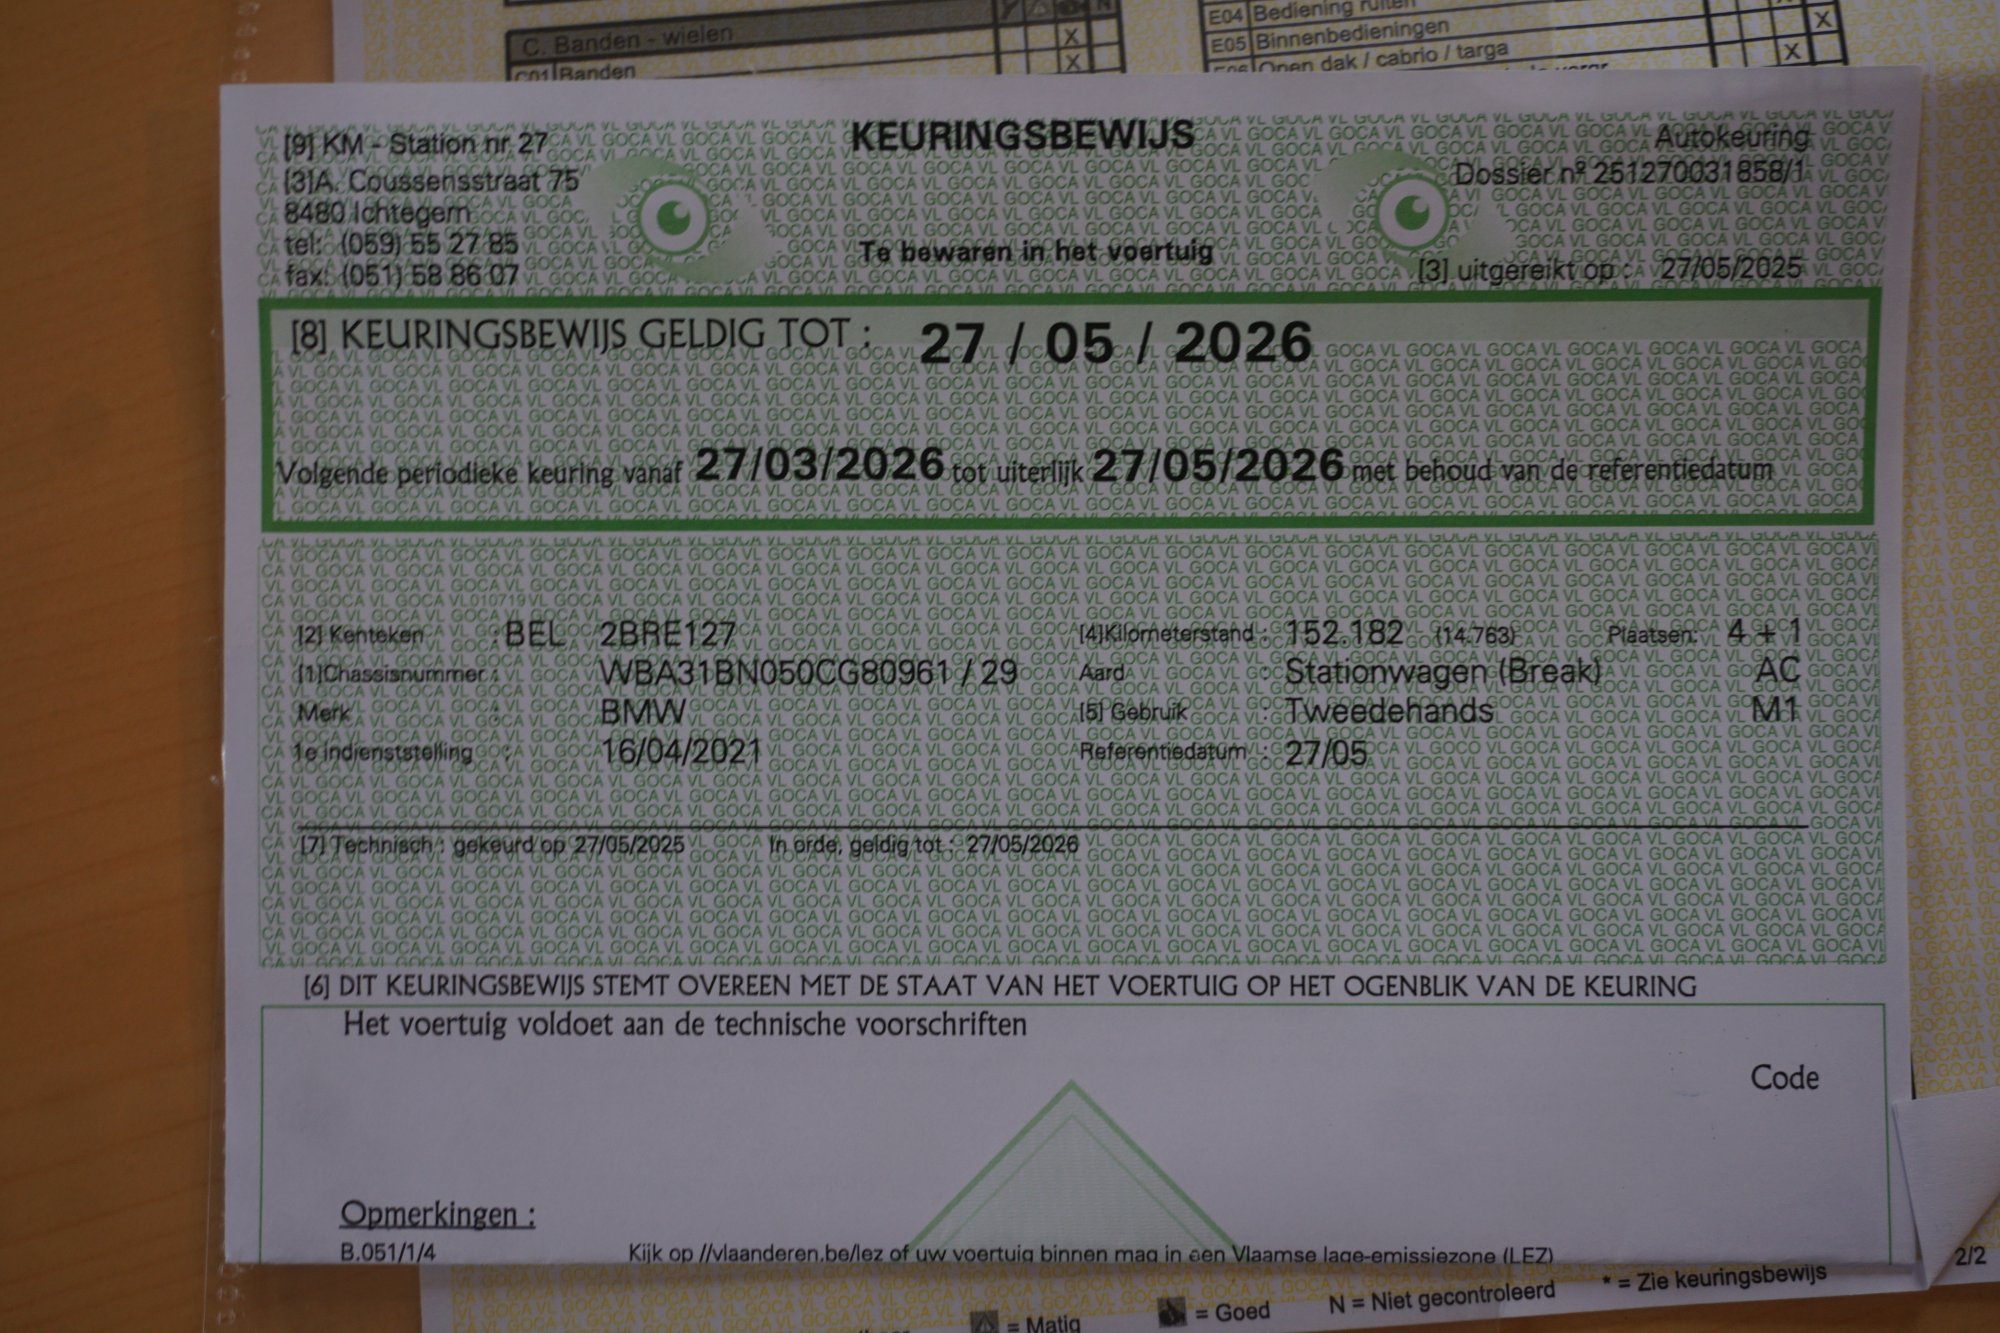 C. Banden - wielen X
C01 Banden X
E04 Bediening ruiten
E05 Binnenbedieningen X
E06 Open dak / cabrio / targa X
[9] KM - Station nr 27
[3]A. Coussensstraat 75
8480 Ichtegem
tel: (059) 55 27 85
fax: (051) 58 86 07
KEURINGSBEWIJS
Te bewaren in het voertuig
Autokeuring
Dossier nº 251270031858/1
[3] uitgereikt op : 27/05/2025
[8] KEURINGSBEWIJS GELDIG TOT : 27 / 05 / 2026
Volgende periodieke keuring vanaf 27/03/2026 tot uiterlijk 27/05/2026 met behoud van de referentiedatum
[2] Kenteken : BEL 2BRE127 [4]Kilometerstand : 152.182 (14.763) Plaatsen: 4 + 1
[1]Chassisnummer : WBA31BN050CG80961 / 29 Aard : Stationwagen (Break) AC
Merk : BMW [5] Gebruik : Tweedehands M1
1e indienststelling : 16/04/2021 Referentiedatum : 27/05
[7] Technisch : gekeurd op 27/05/2025 In orde, geldig tot : 27/05/2026
[6] DIT KEURINGSBEWIJS STEMT OVEREEN MET DE STAAT VAN HET VOERTUIG OP HET OGENBLIK VAN DE KEURING
Het voertuig voldoet aan de technische voorschriften
Code
Opmerkingen :
B.051/1/4 Kijk op //vlaanderen.be/lez of uw voertuig binnen mag in een Vlaamse lage-emissiezone (LEZ)
2/2
= Matig = Goed N = Niet gecontroleerd * = Zie keuringsbewijs